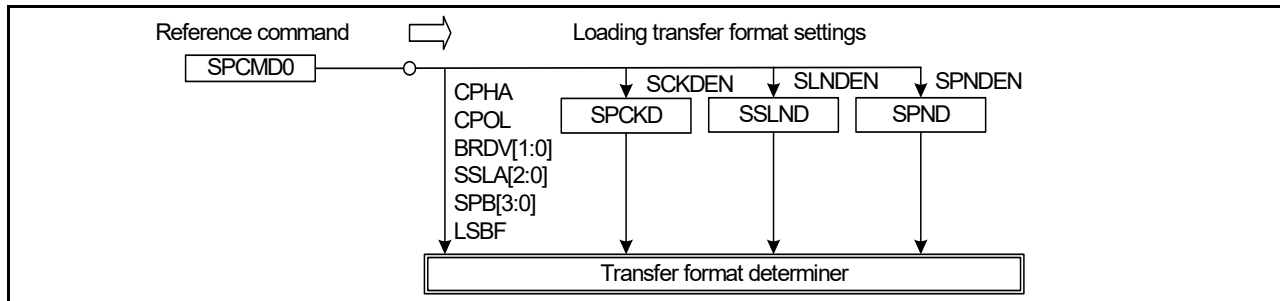 Reference command Loading transfer format settings
SPCMD0
SCKDEN SLNDEN SPNDEN
CPHA
SPCKD SSLND SPND
CPOL
BRDV[1:0]
SSLA[2:0]
SPB[3:0]
LSBF
Transfer format determiner